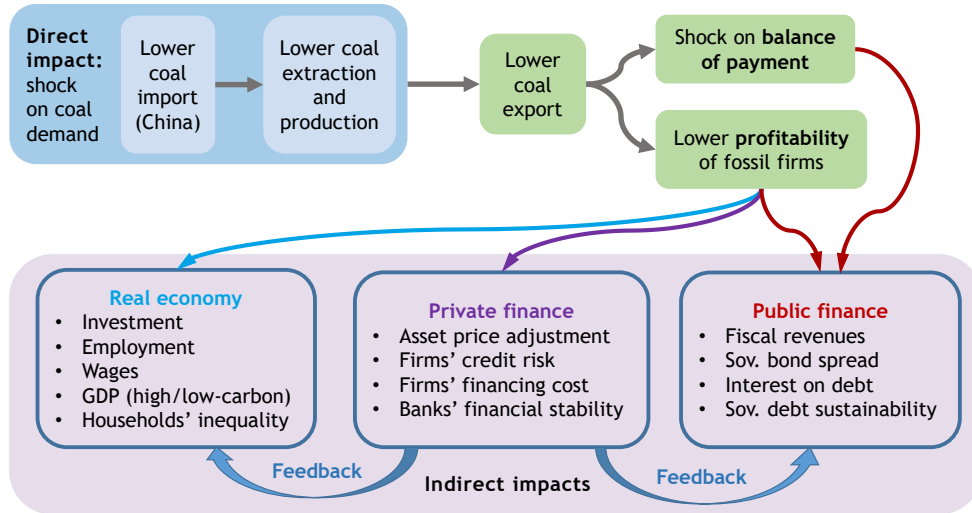 Direct
impact:
shock
on coal
demand
Lower
coal
import
(China)
Lower coal
extraction
and
production
Lower
coal
export
Shock on balance
of payment
Lower profitability
of fossil firms
Real economy
• Investment
• Employment
• Wages
• GDP (high/low-carbon)
• Households’ inequality
Private finance
• Asset price adjustment
• Firms’ credit risk
• Firms’ financing cost
• Banks’ financial stability
Public finance
• Fiscal revenues
• Sov. bond spread
• Interest on debt
• Sov. debt sustainability
Feedback
Indirect impacts
Feedback